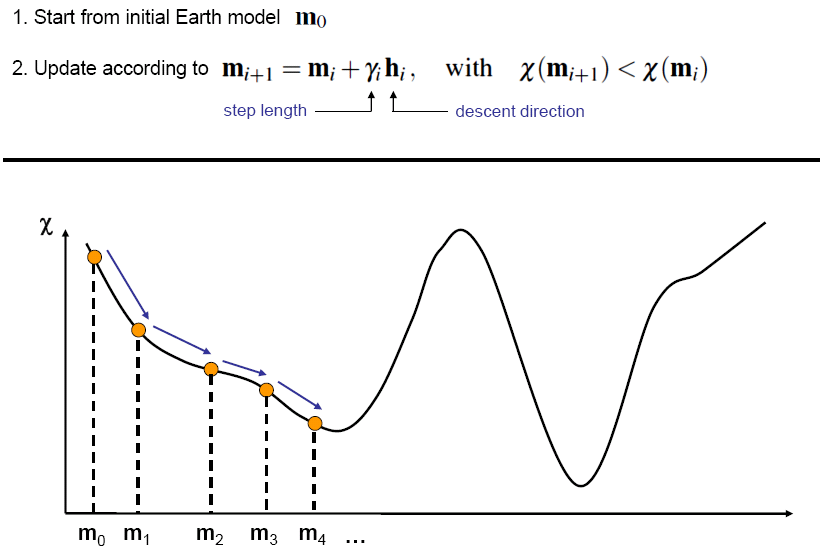 1. Start from initial Earth model m₀
2. Update according to mᵢ₊₁ = mᵢ + γᵢ hᵢ , with χ(mᵢ₊₁) < χ(mᵢ)
step length descent direction
χ
m₀ m₁ m₂ m₃ m₄ ...